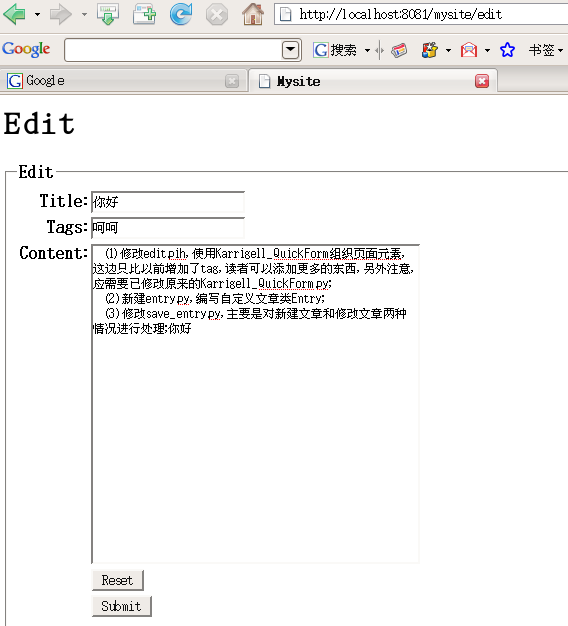 http://localhost:8081/mysite/edit
Google 搜索 书签
Google Mysite
Edit
Edit
Title: 你好
Tags: 呵呵
Content: (1)修改edit.pih,使用Karrigell_QuickForm组织页面元素,
这边只比以前增加了tag,读者可以添加更多的东西,另外注意,
应需要已修改原来的Karrigell_QuickForm.py;
(2)新建entry.py,编写自定义文章类Entry;
(3)修改save_entry.py,主要是对新建文章和修改文章两种
情况进行处理;你好
Reset
Submit